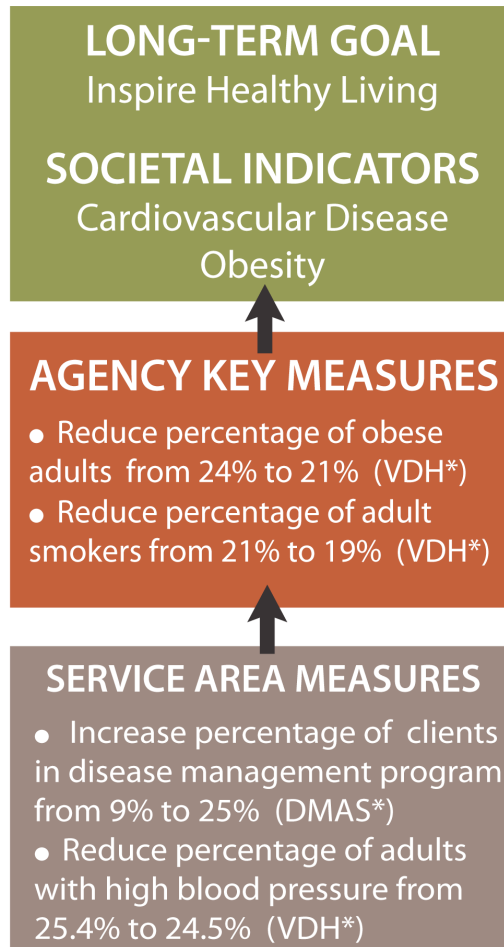 LONG-TERM GOAL
Inspire Healthy Living
SOCIETAL INDICATORS
Cardiovascular Disease
Obesity
AGENCY KEY MEASURES
● Reduce percentage of obese
adults from 24% to 21% (VDH*)
● Reduce percentage of adult
smokers from 21% to 19% (VDH*)
SERVICE AREA MEASURES
● Increase percentage of clients
in disease management program
from 9% to 25% (DMAS*)
● Reduce percentage of adults
with high blood pressure from
25.4% to 24.5% (VDH*)